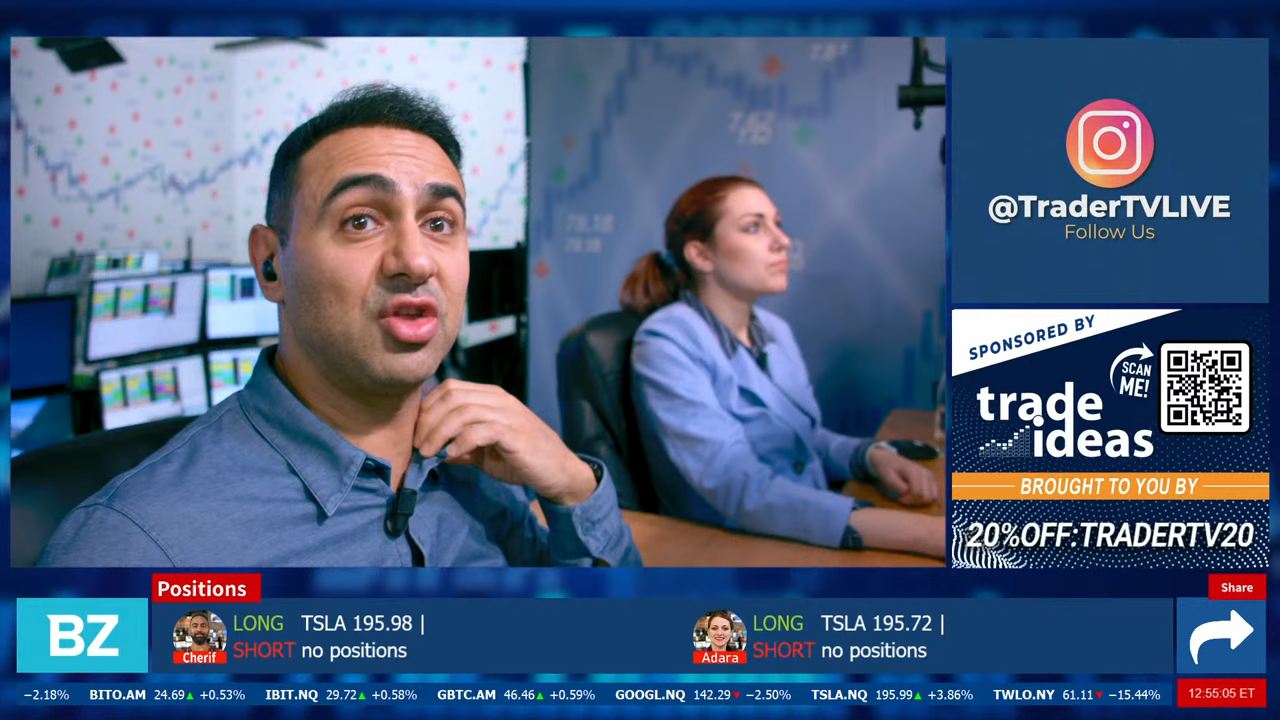 @TraderTVLIVE
Follow Us
SPONSORED BY
SCAN
ME!
trade
ideas
BROUGHT TO YOU BY
20%OFF:TRADERTV20
Positions
Share
BZ
LONG TSLA 195.98 |
SHORT no positions
Cherif
LONG TSLA 195.72 |
SHORT no positions
Adara
−2.18% BITO.AM 24.69▲ +0.53% IBIT.NQ 29.72▲ +0.58% GBTC.AM 46.46▲ +0.59% GOOGL.NQ 142.29▼ −2.50% TSLA.NQ 195.99▲ +3.86% TWLO.NY 61.11▼ −15.44%
12:55:05 ET